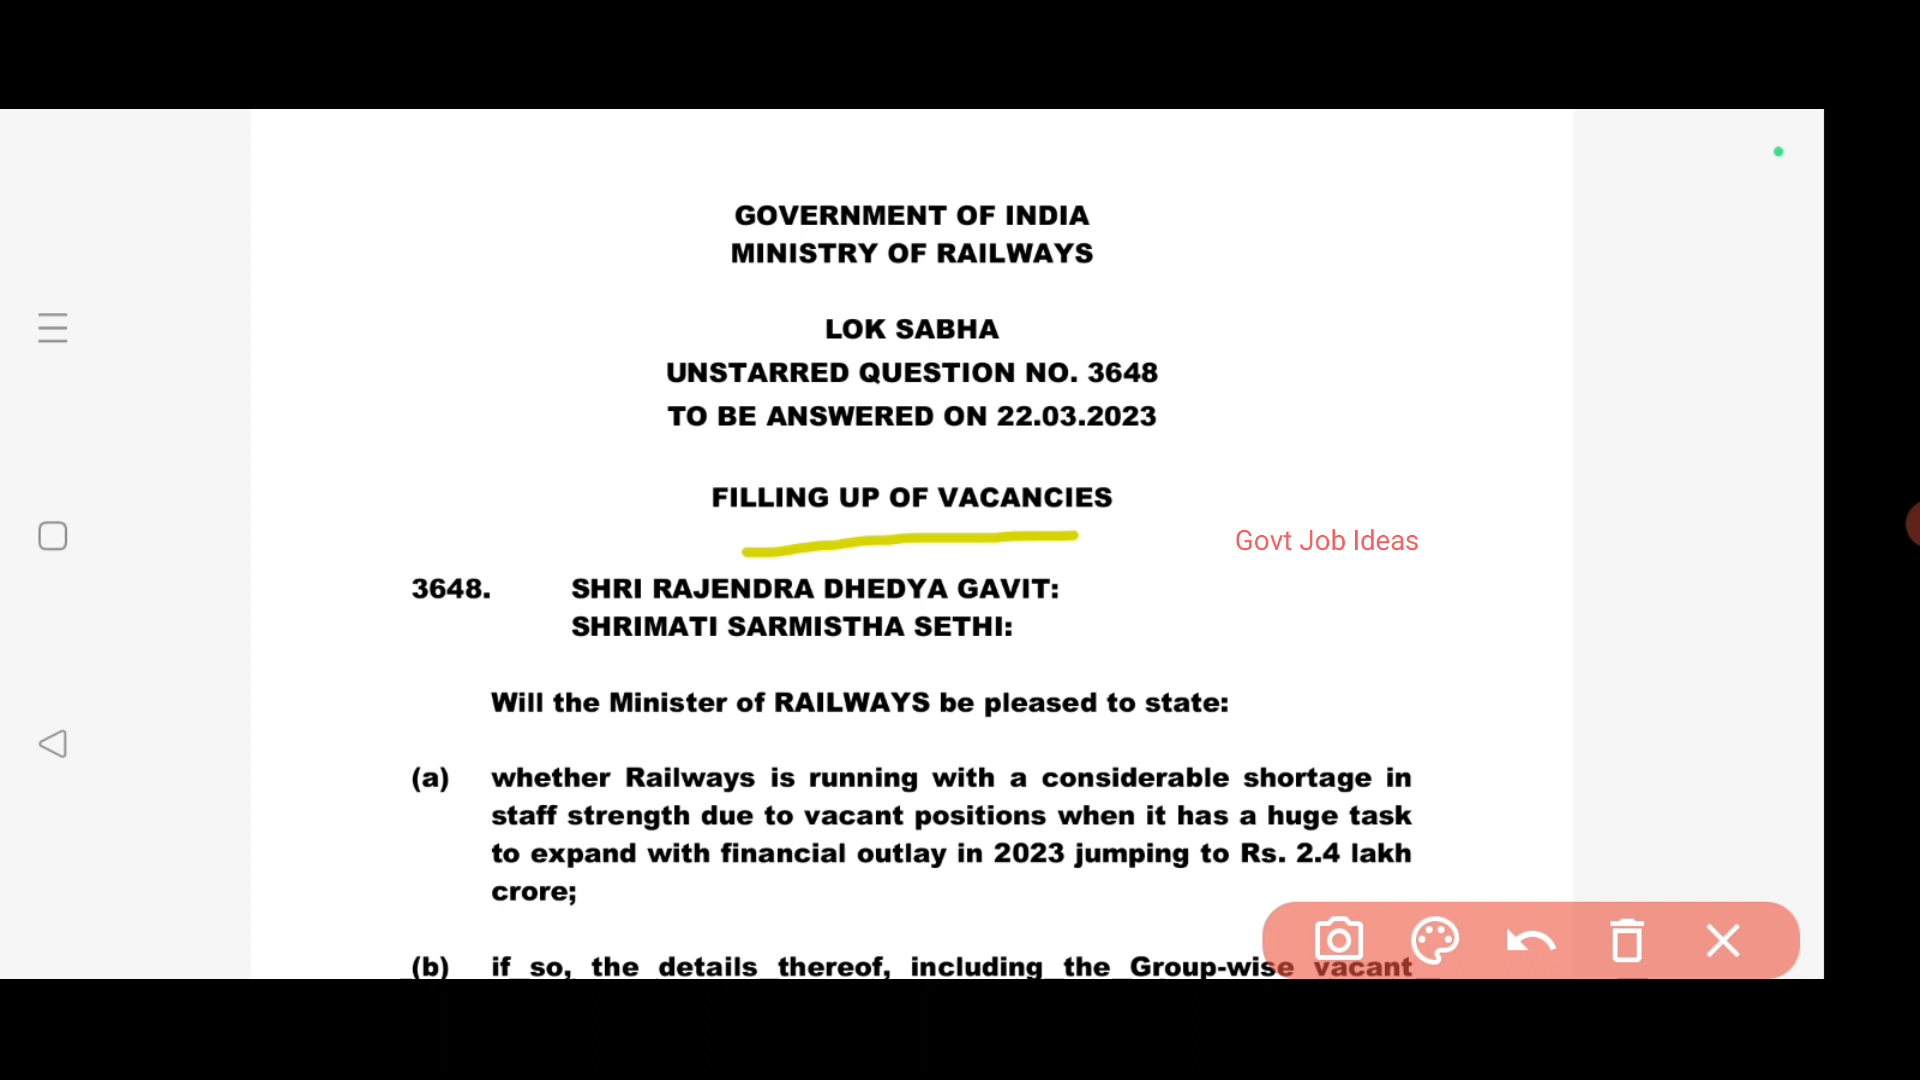 GOVERNMENT OF INDIA
MINISTRY OF RAILWAYS
LOK SABHA
UNSTARRED QUESTION NO. 3648
TO BE ANSWERED ON 22.03.2023
FILLING UP OF VACANCIES
Govt Job Ideas
3648. SHRI RAJENDRA DHEDYA GAVIT:
SHRIMATI SARMISTHA SETHI:
Will the Minister of RAILWAYS be pleased to state:
(a) whether Railways is running with a considerable shortage in
staff strength due to vacant positions when it has a huge task
to expand with financial outlay in 2023 jumping to Rs. 2.4 lakh
crore;
(b) if so, the details thereof, including the Group-wise vacant